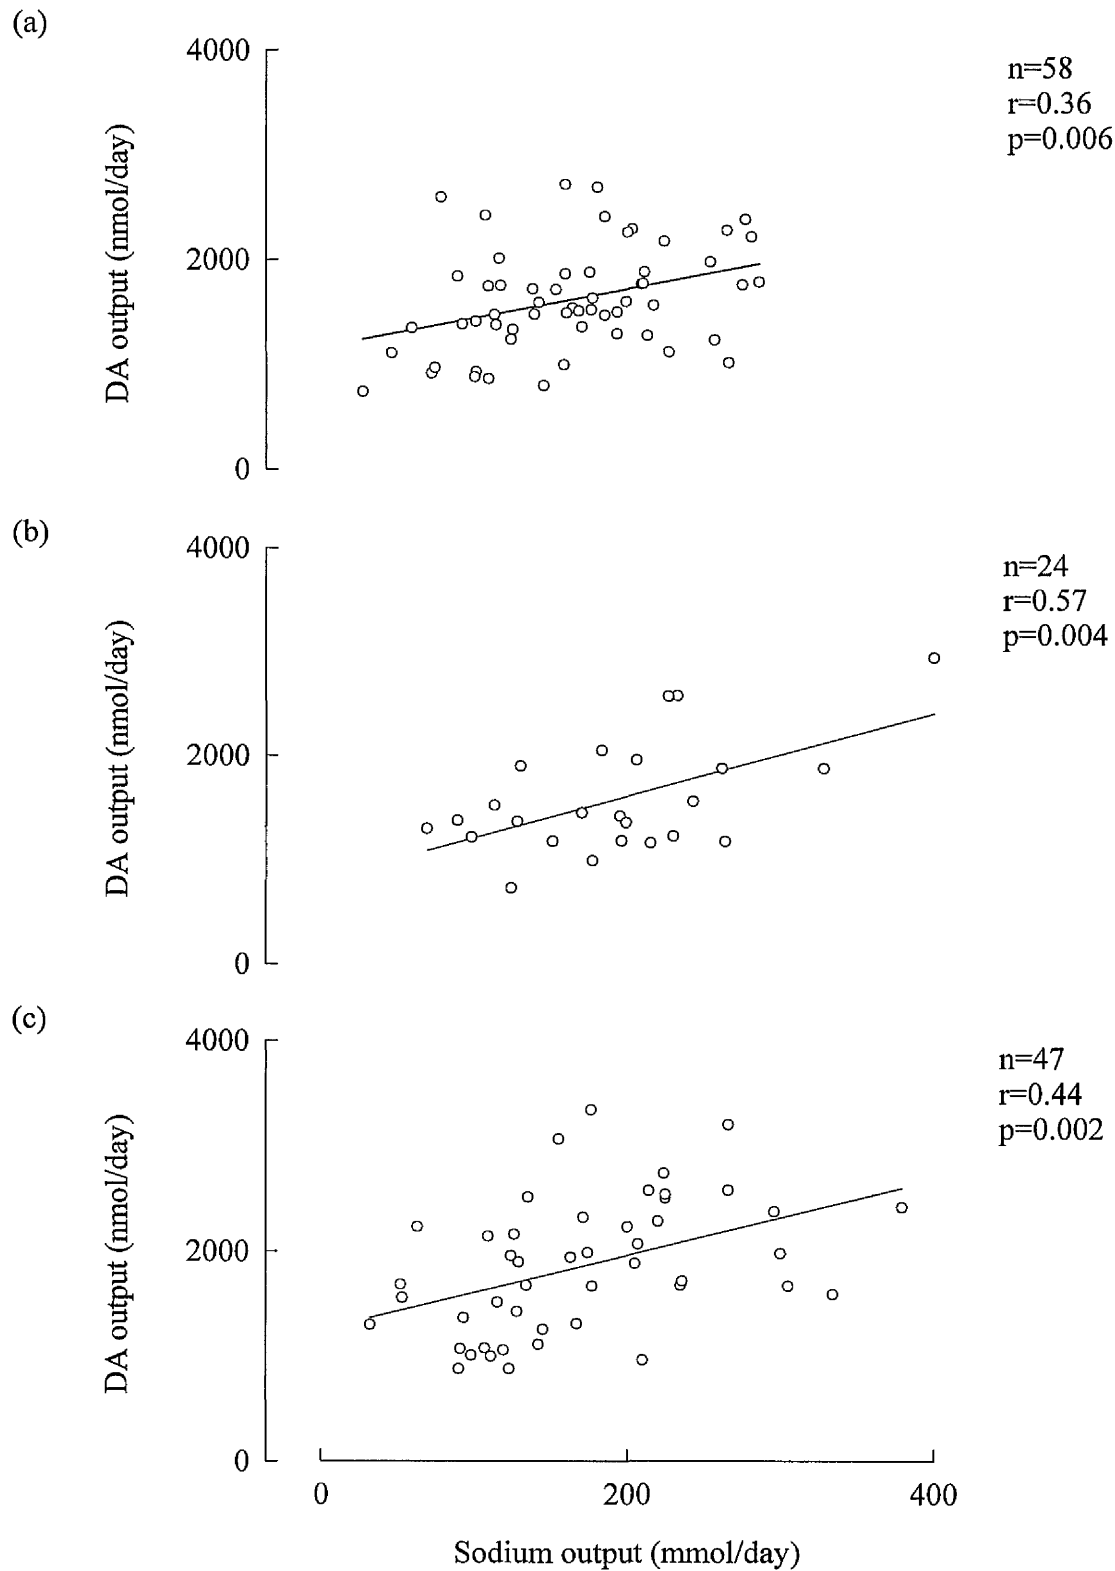 (a)
4000
2000
0
DA output (nmol/day)
n=58
r=0.36
p=0.006
(b)
4000
2000
0
DA output (nmol/day)
n=24
r=0.57
p=0.004
(c)
4000
2000
0
DA output (nmol/day)
n=47
r=0.44
p=0.002
0 200 400
Sodium output (mmol/day)